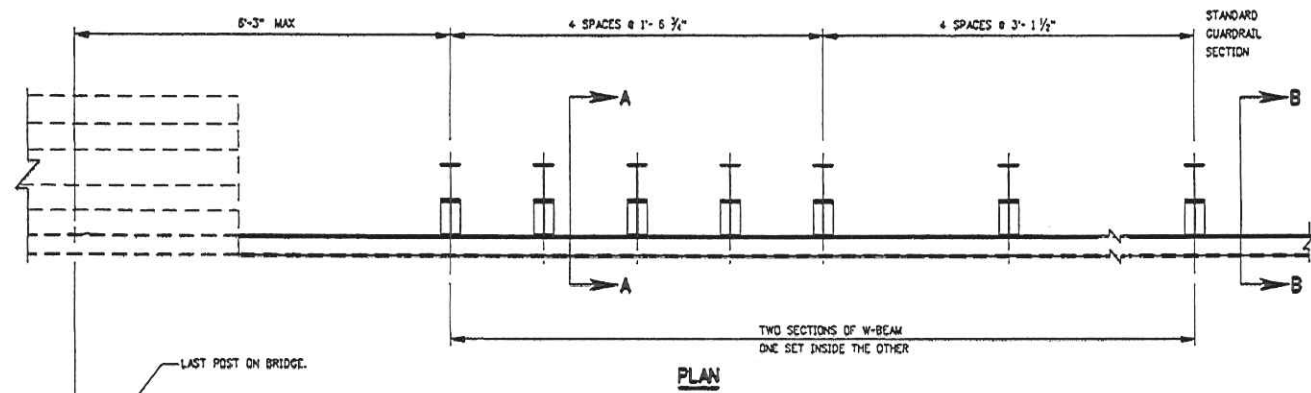 6'-3" MAX
4 SPACES @ 1'- 6 3/4"
4 SPACES @ 3'- 1 1/2"
STANDARD
GUARDRAIL
SECTION
A
B
A
B
TWO SECTIONS OF W-BEAM
ONE SET INSIDE THE OTHER
LAST POST ON BRIDGE.
PLAN